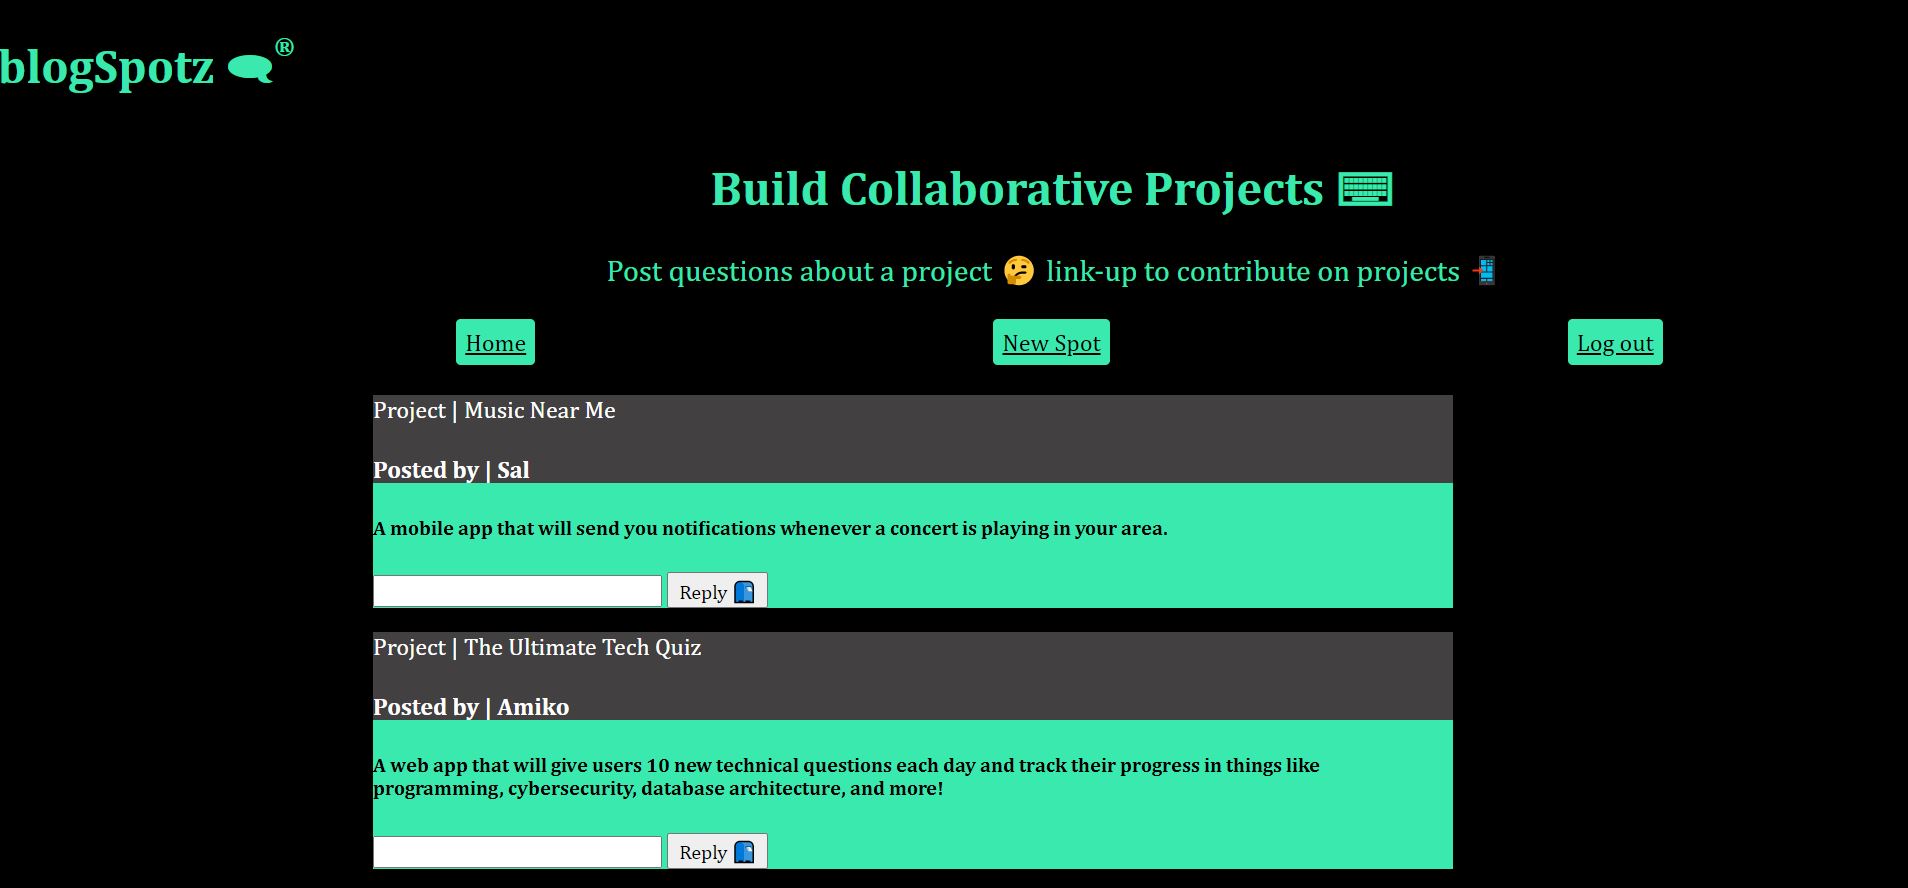 blogSpotz 🗨®
Build Collaborative Projects ⌨
Post questions about a project 🤔 link-up to contribute on projects 📲
Home
New Spot
Log out
Project | Music Near Me
Posted by | Sal
A mobile app that will send you notifications whenever a concert is playing in your area.
Reply
Project | The Ultimate Tech Quiz
Posted by | Amiko
A web app that will give users 10 new technical questions each day and track their progress in things like
programming, cybersecurity, database architecture, and more!
Reply